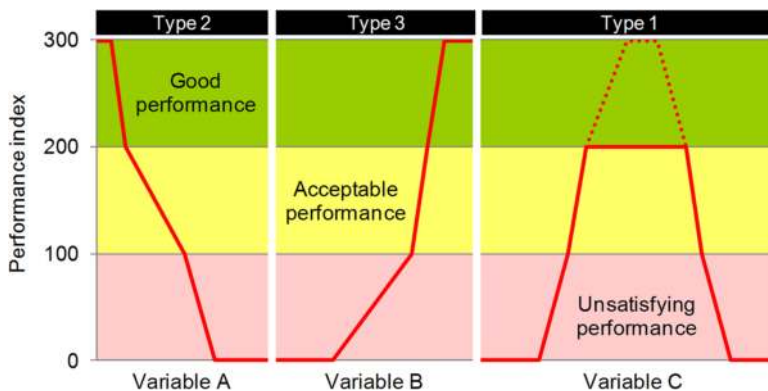 Type 2
Type 3
Type 1
Performance index
300
200
100
0
Good
performance
Acceptable
performance
Unsatisfying
performance
Variable A
Variable B
Variable C